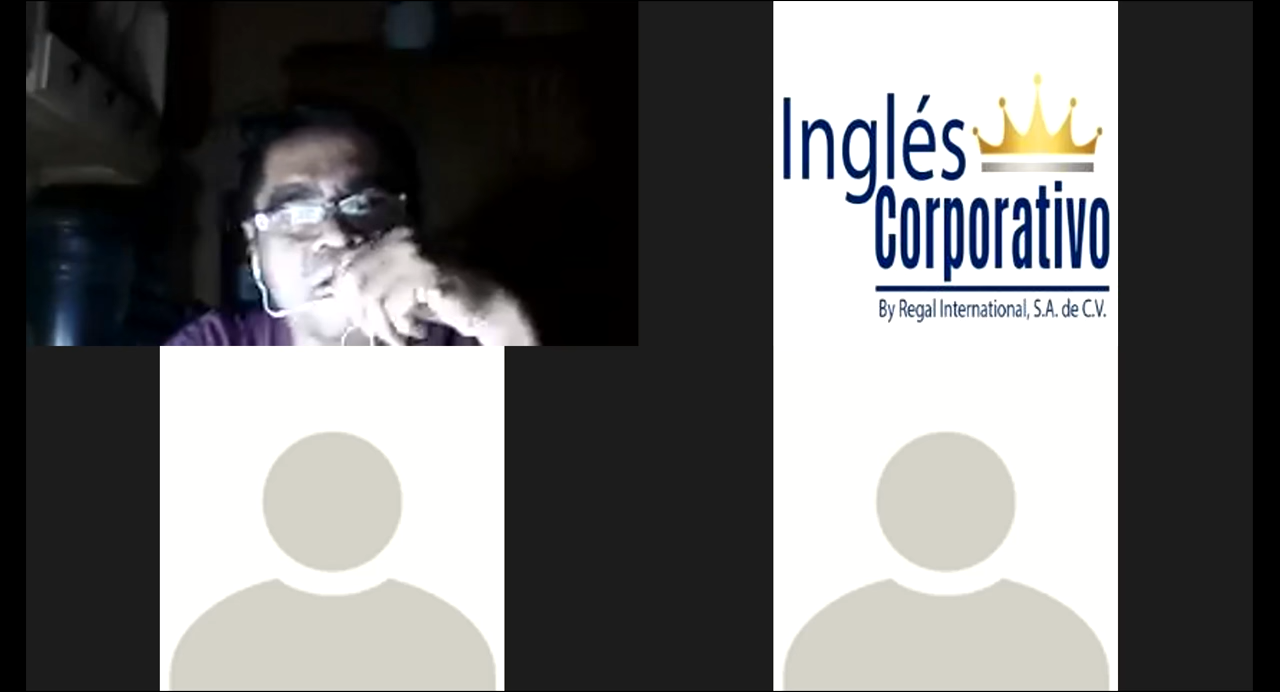 Inglés
Corporativo
By Regal International, S.A. de C.V.